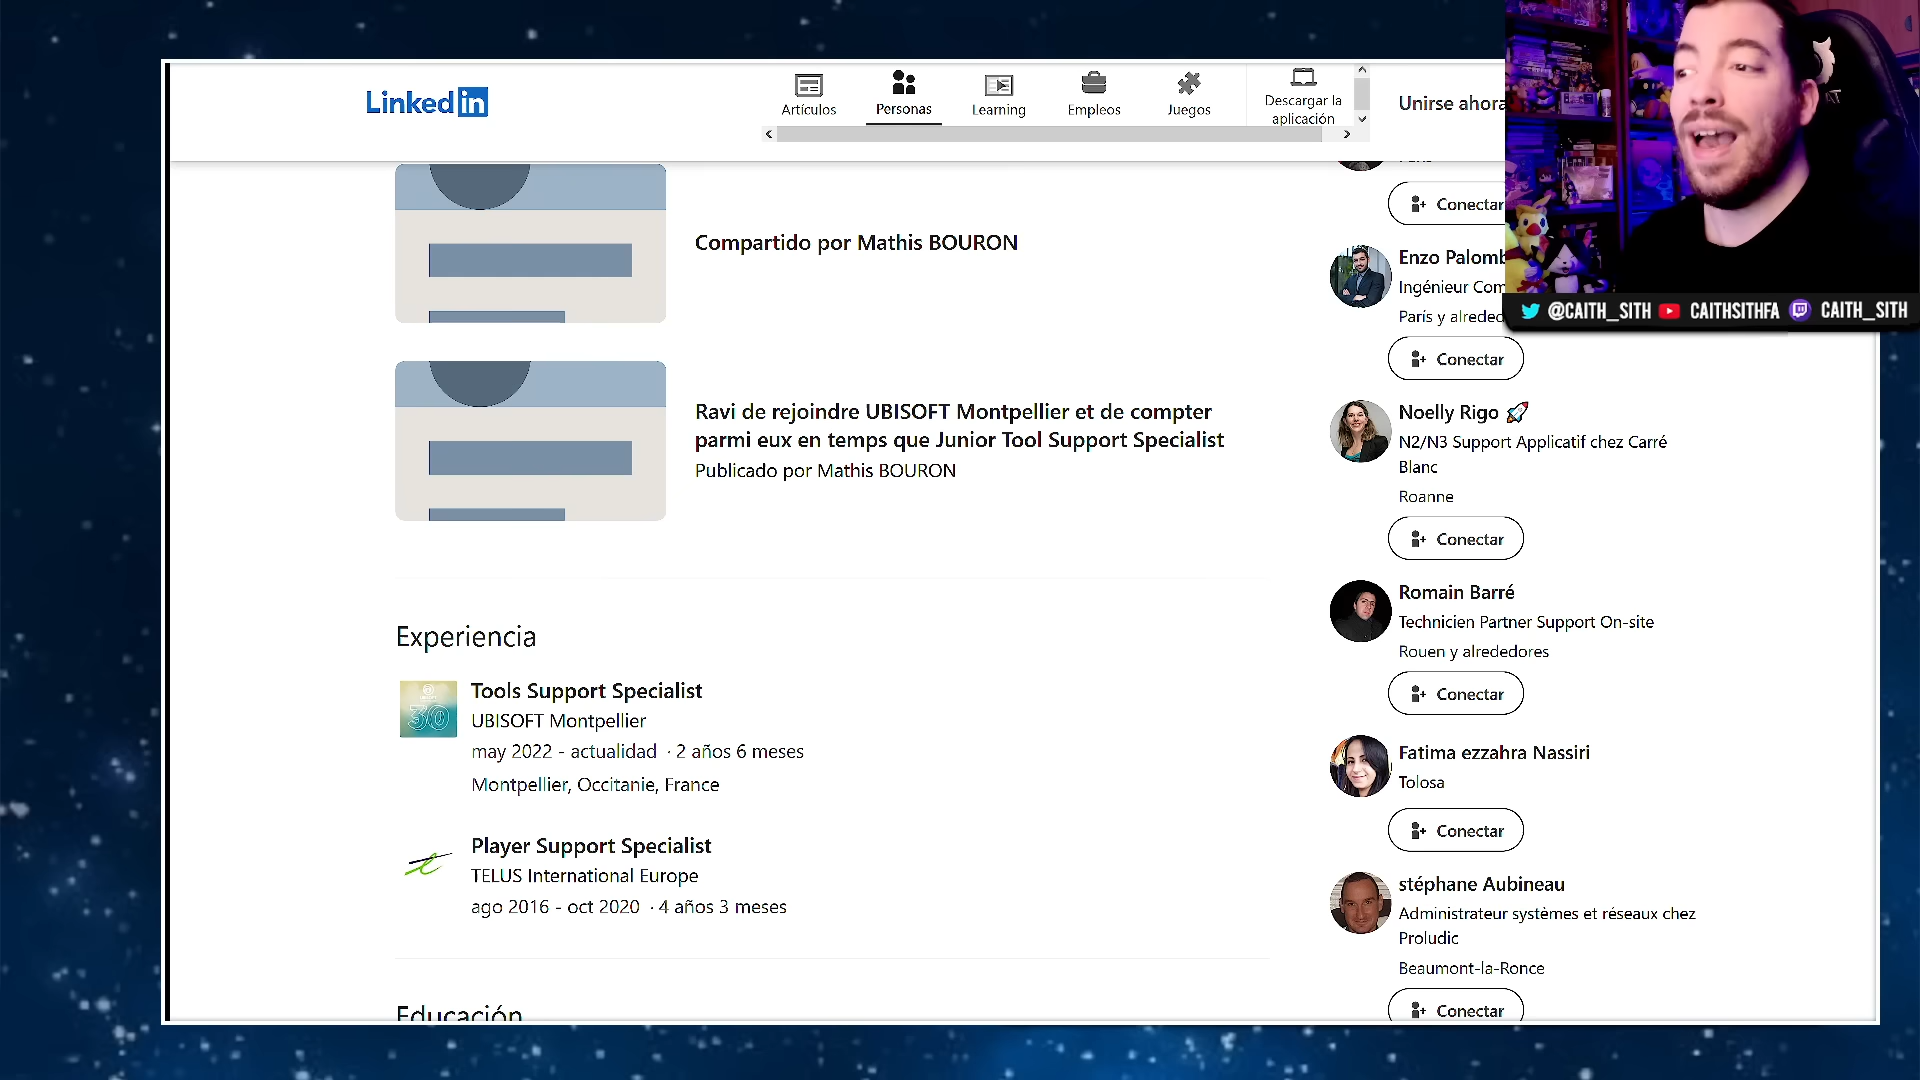 Linkedin
Artículos
Personas
Learning
Empleos
Juegos
Descargar la
aplicación
Unirse ahora
Compartido por Mathis BOURON
Ravi de rejoindre UBISOFT Montpellier et de compter
parmi eux en temps que Junior Tool Support Specialist
Publicado por Mathis BOURON
Experiencia
30
Tools Support Specialist
UBISOFT Montpellier
may 2022 - actualidad · 2 años 6 meses
Montpellier, Occitanie, France
Player Support Specialist
TELUS International Europe
ago 2016 - oct 2020 · 4 años 3 meses
Educación
Conectar
Enzo Palomb
Ingénieur Com
París y alrededo
Conectar
Noelly Rigo
N2/N3 Support Applicatif chez Carré
Blanc
Roanne
Conectar
Romain Barré
Technicien Partner Support On-site
Rouen y alrededores
Conectar
Fatima ezzahra Nassiri
Tolosa
Conectar
stéphane Aubineau
Administrateur systèmes et réseaux chez
Proludic
Beaumont-la-Ronce
Conectar
@CAITH_SITH CAITHSITHFA CAITH_SITH